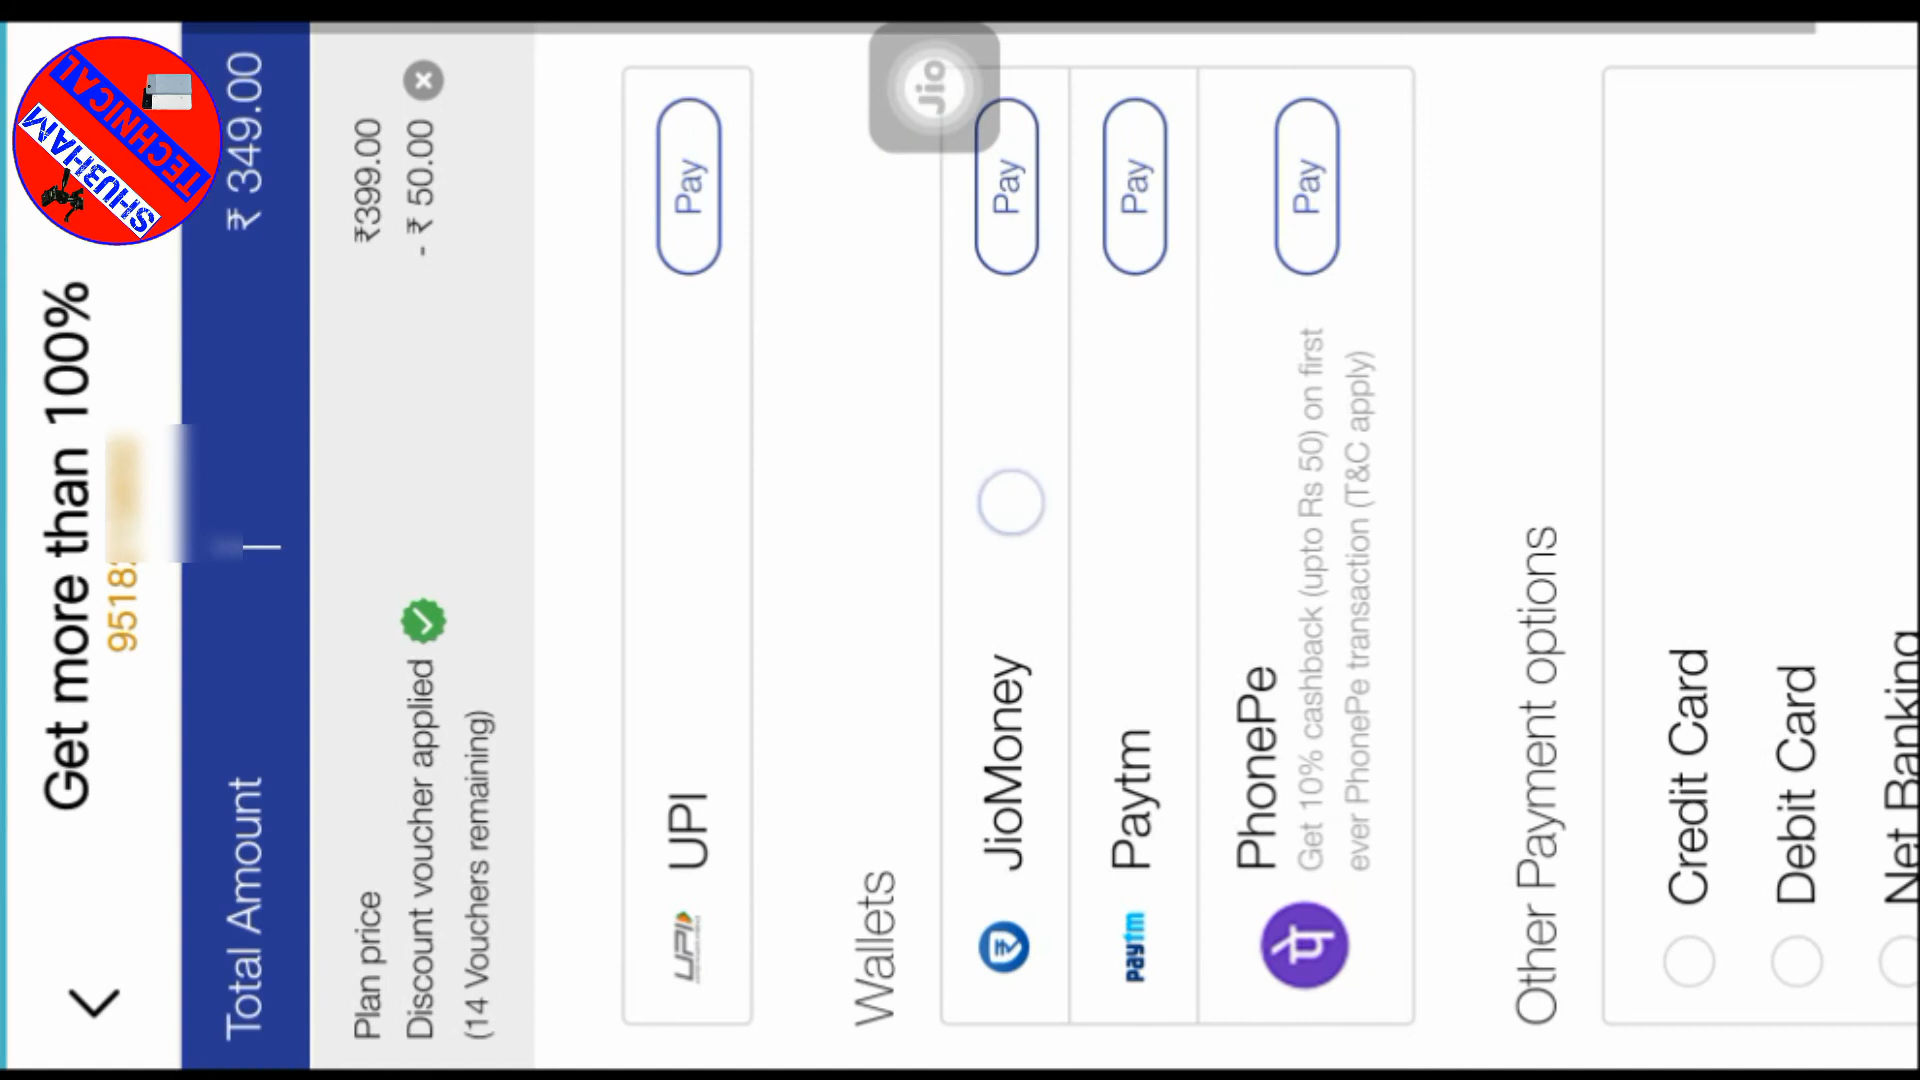 TECHNICAL
SHUBHAM
Get more than 100%
9518
Total Amount
₹ 349.00
Plan price
₹399.00
Discount voucher applied
- ₹ 50.00
(14 Vouchers remaining)
UPI
UPI
Pay
Wallets
Jio
JioMoney
Pay
paytm
Paytm
Pay
PhonePe
Pay
Get 10% cashback (upto Rs 50) on first
ever PhonePe transaction (T&C apply)
Other Payment options
Credit Card
Debit Card
Net Banking